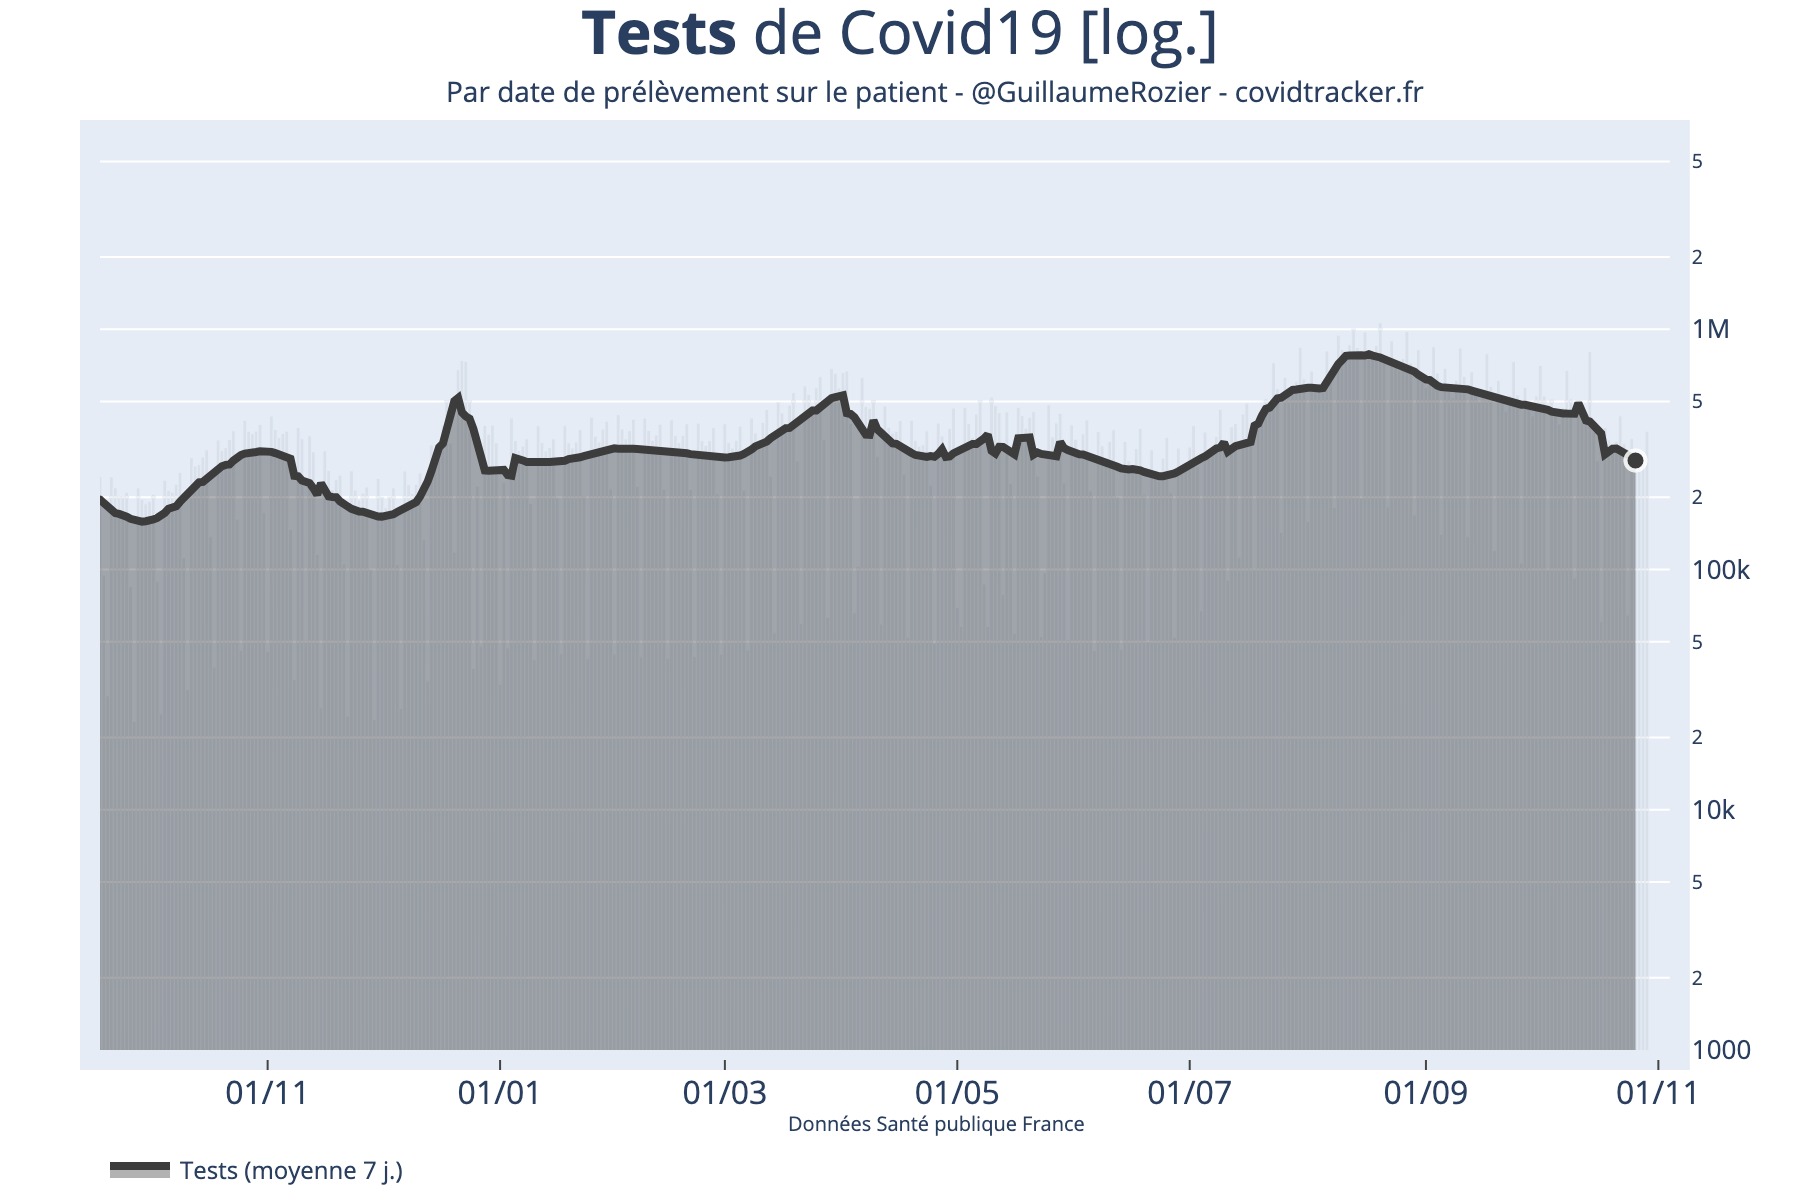 Tests de Covid19 [log.]
Par date de prélèvement sur le patient - @GuillaumeRozier - covidtracker.fr
5
2
1M
5
2
100k
5
2
10k
5
2
1000
01/11 01/01 01/03 01/05 01/07 01/09 01/11
Données Santé publique France
Tests (moyenne 7 j.)